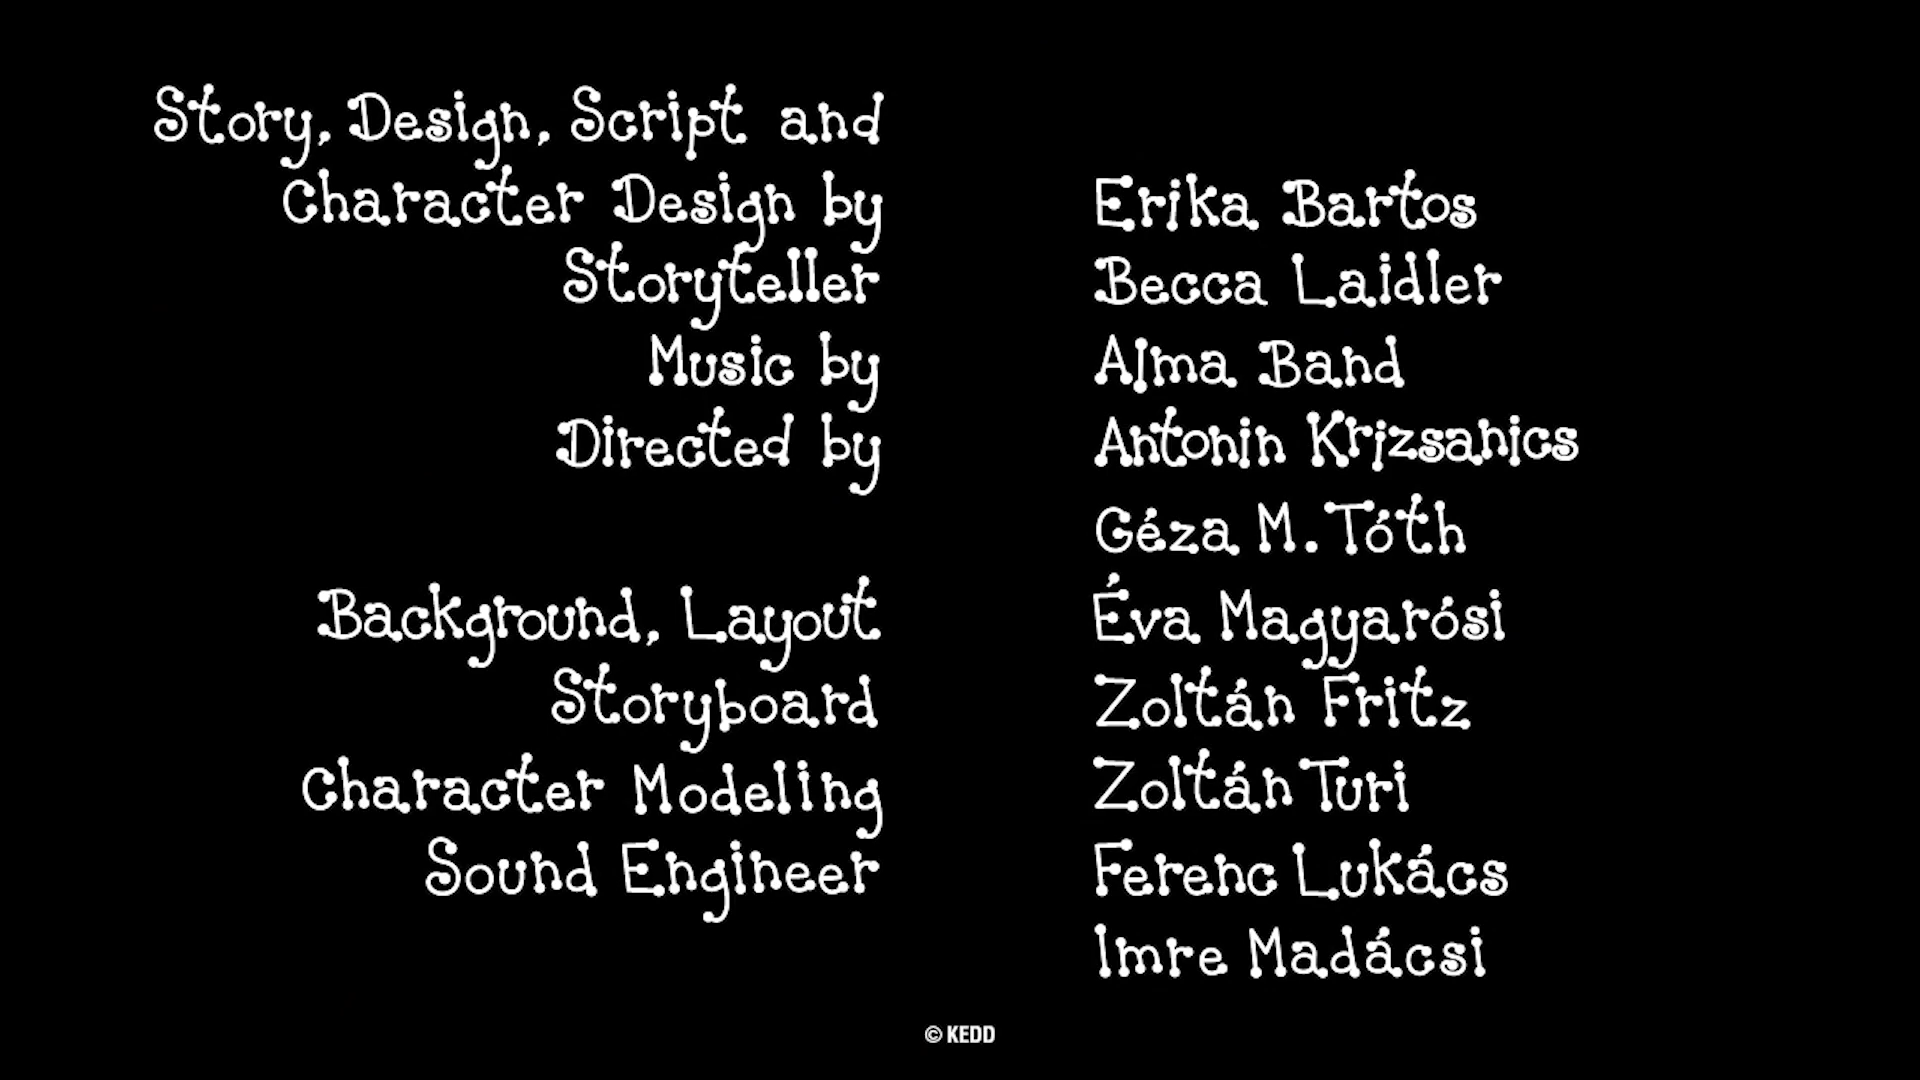 Story, Design, Script and
Character Design by Erika Bartos
Storyteller Becca Laidler
Music by Alma Band
Directed by Antonin Krizsanics
Géza M. Tóth
Background, Layout Éva Magyarósi
Storyboard Zoltán Fritz
Character Modeling Zoltán Turi
Sound Engineer Ferenc Lukács
Imre Madácsi
© KEDD